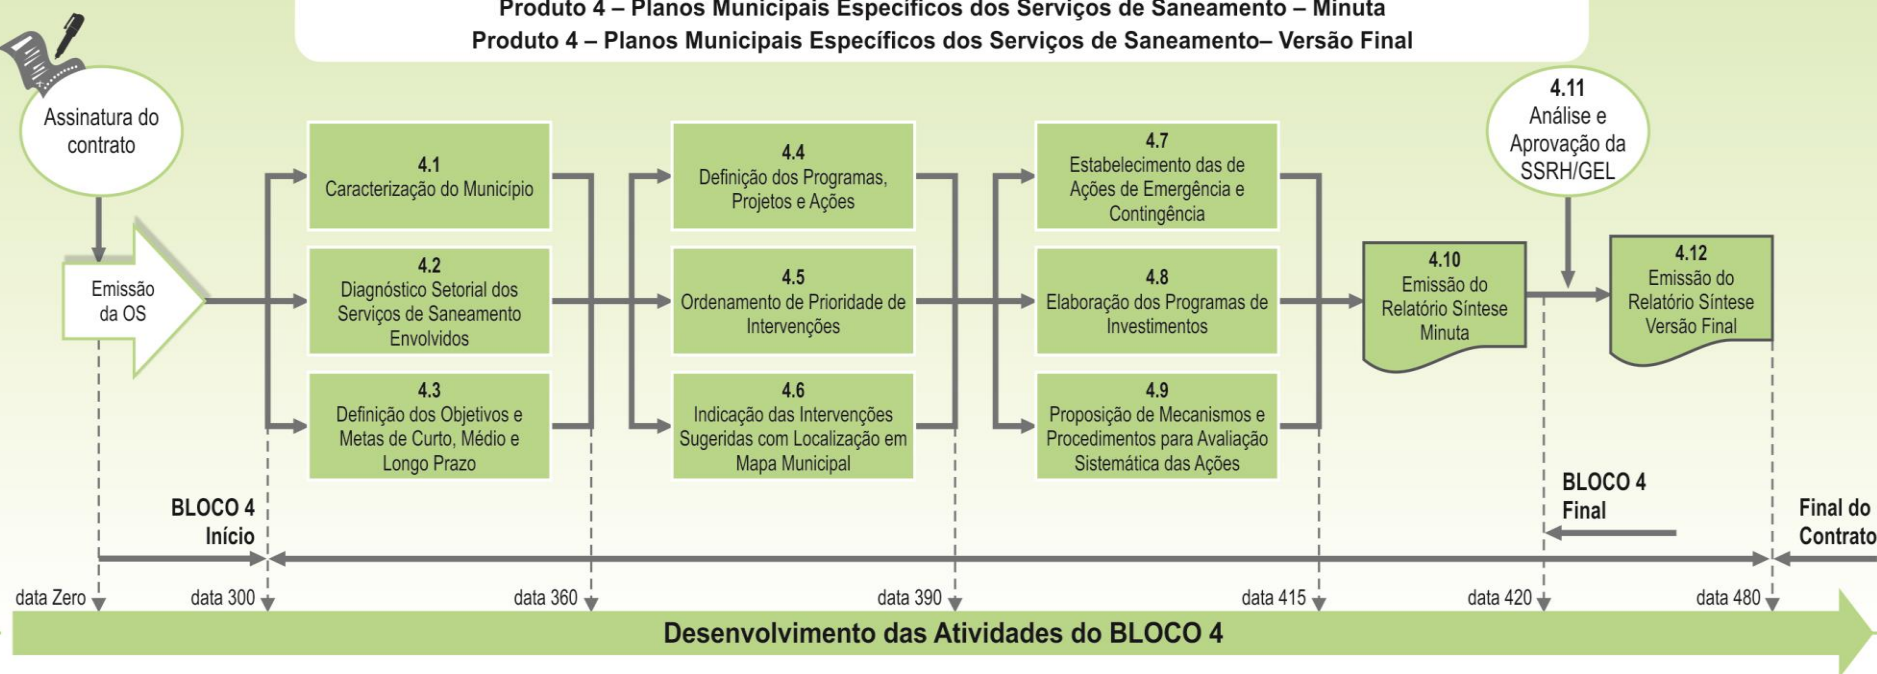 Produto 4 – Planos Municipais Específicos dos Serviços de Saneamento – Minuta
Produto 4 – Planos Municipais Específicos dos Serviços de Saneamento– Versão Final
Assinatura do
contrato
Emissão
da OS
4.1
Caracterização do Município
4.2
Diagnóstico Setorial dos
Serviços de Saneamento
Envolvidos
4.3
Definição dos Objetivos e
Metas de Curto, Médio e
Longo Prazo
4.4
Definição dos Programas,
Projetos e Ações
4.5
Ordenamento de Prioridade de
Intervenções
4.6
Indicação das Intervenções
Sugeridas com Localização em
Mapa Municipal
4.7
Estabelecimento das de
Ações de Emergência e
Contingência
4.8
Elaboração dos Programas de
Investimentos
4.9
Proposição de Mecanismos e
Procedimentos para Avaliação
Sistemática das Ações
4.10
Emissão do
Relatório Síntese
Minuta
4.11
Análise e
Aprovação da
SSRH/GEL
4.12
Emissão do
Relatório Síntese
Versão Final
BLOCO 4
Início
BLOCO 4
Final
Final do
Contrato
data Zero
data 300
data 360
data 390
data 415
data 420
data 480
Desenvolvimento das Atividades do BLOCO 4